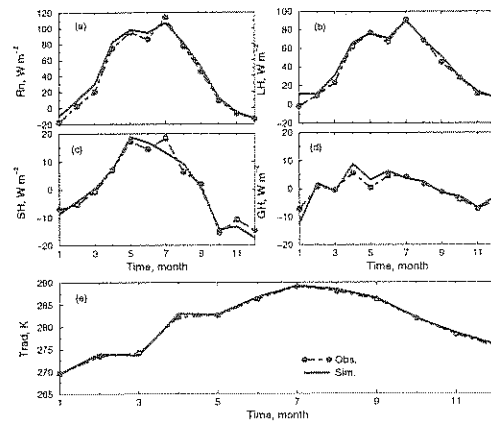 (a)
Rn, W m⁻²
120
100
80
60
40
20
0
-20
(b)
LH, W m⁻²
100
80
60
40
20
0
-20
(c)
SH, W m⁻²
20
10
0
-10
-20
1 3 5 7 9 11
Time, month
(d)
GH, W m⁻²
20
10
0
-10
-20
1 3 5 7 9 11
Time, month
(e)
Trad, K
290
285
280
275
270
265
1 3 5 7 9 11
Time, month
Obs.
Sim.